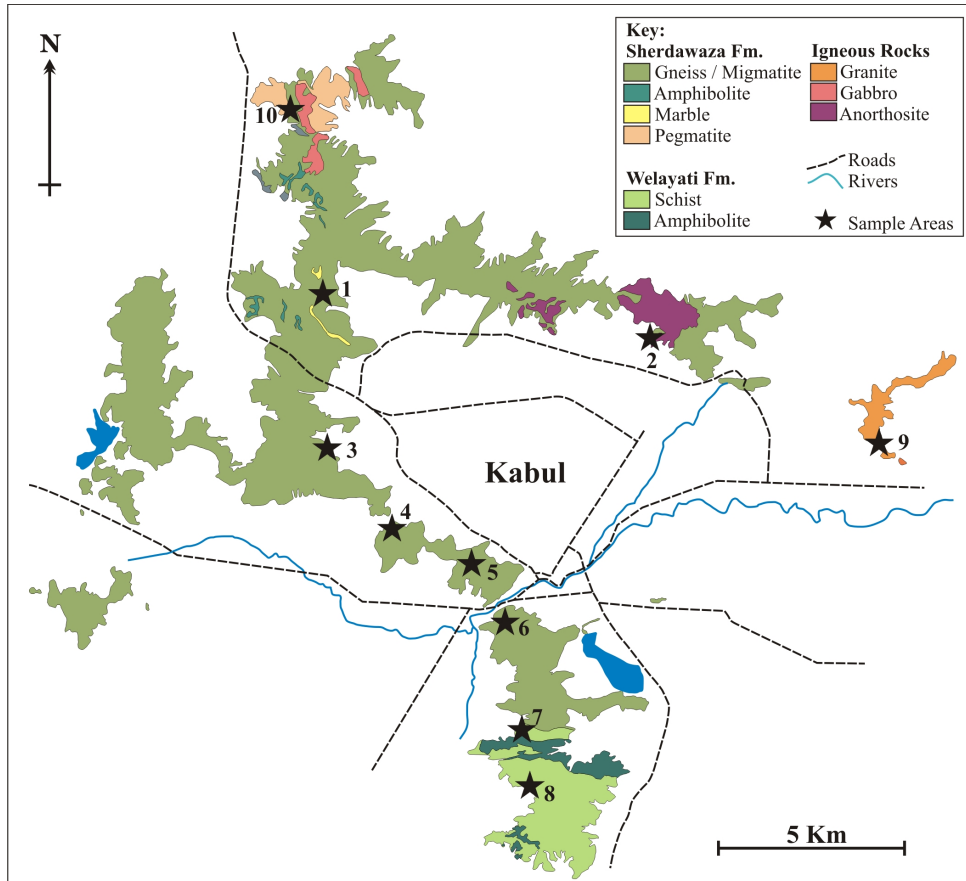 N
Key:
Sherdawaza Fm.
Gneiss / Migmatite
Amphibolite
Marble
Pegmatite
Welayati Fm.
Schist
Amphibolite
Igneous Rocks
Granite
Gabbro
Anorthosite
Roads
Rivers
Sample Areas
10
1
2
3
9
Kabul
4
5
6
7
8
5 Km